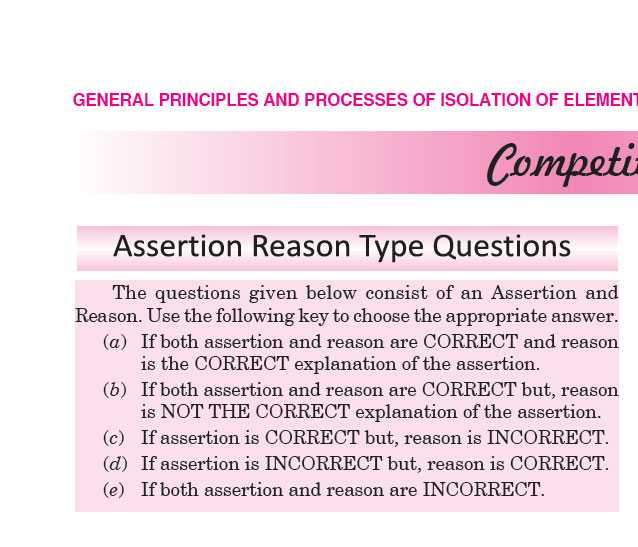 GENERAL PRINCIPLES AND PROCESSES OF ISOLATION OF ELEMENT
Competi
Assertion Reason Type Questions
The questions given below consist of an Assertion and
Reason. Use the following key to choose the appropriate answer.
(a) If both assertion and reason are CORRECT and reason
is the CORRECT explanation of the assertion.
(b) If both assertion and reason are CORRECT but, reason
is NOT THE CORRECT explanation of the assertion.
(c) If assertion is CORRECT but, reason is INCORRECT.
(d) If assertion is INCORRECT but, reason is CORRECT.
(e) If both assertion and reason are INCORRECT.